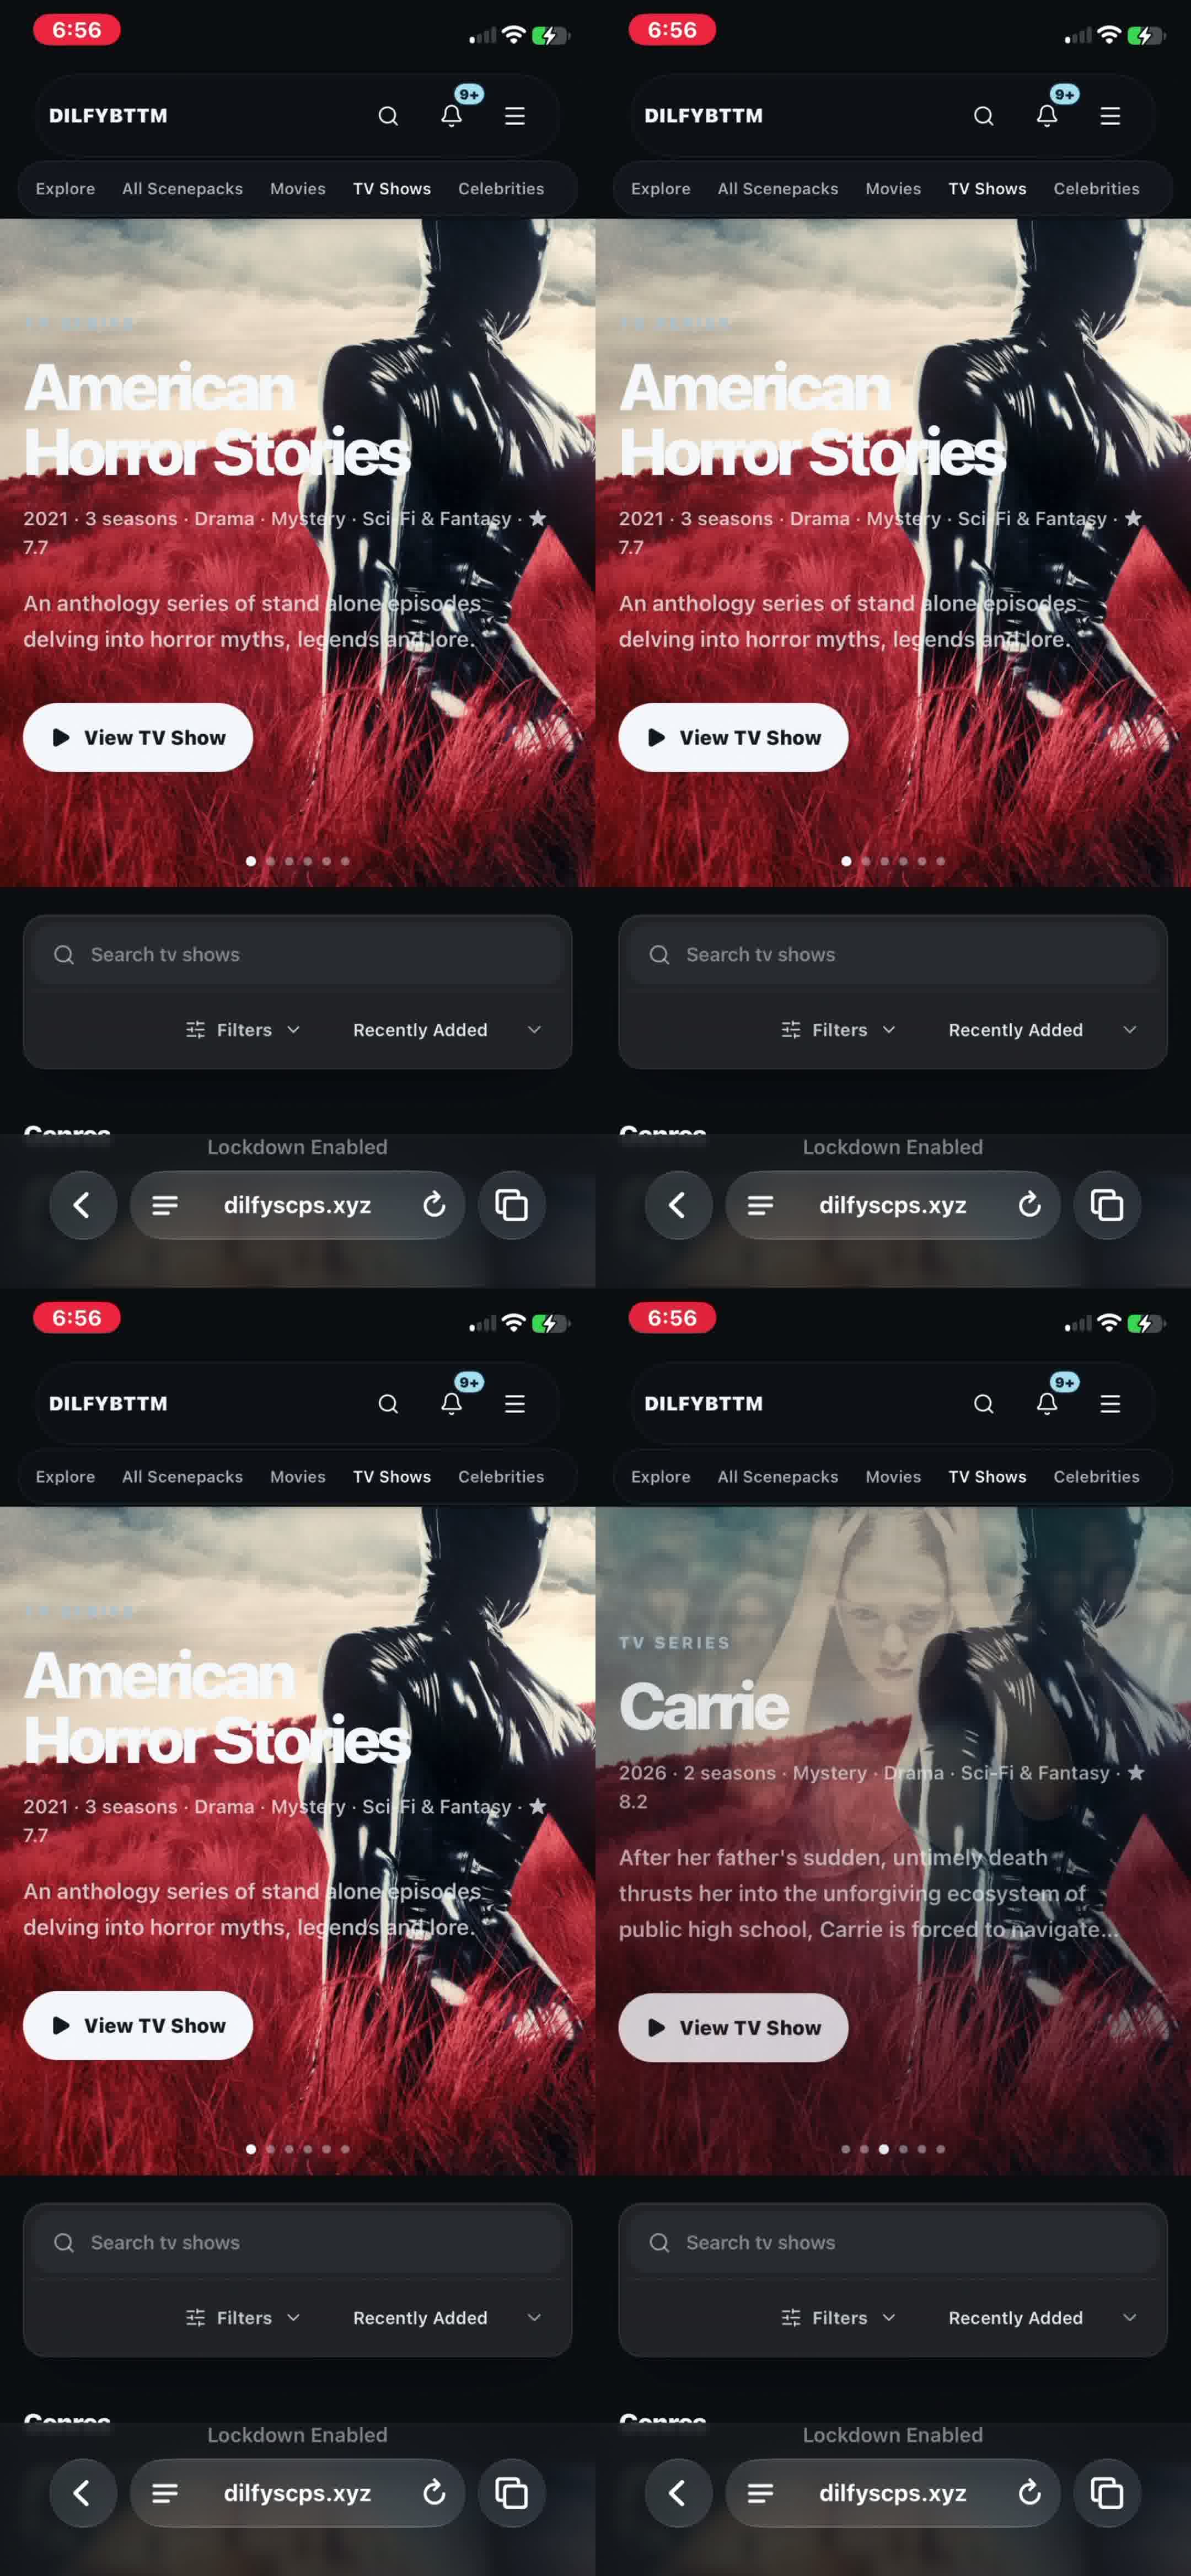 6:56
DILFYBTTM
9+
Explore All Scenepacks Movies TV Shows Celebrities
TV SERIES
American
Horror Stories
2021 · 3 seasons · Drama · Mystery · Sci-Fi & Fantasy · ★
7.7
An anthology series of stand alone episodes
delving into horror myths, legends and lore.
View TV Show
Search tv shows
Filters Recently Added
Genres
Lockdown Enabled
dilfyscps.xyz
6:56
DILFYBTTM
9+
Explore All Scenepacks Movies TV Shows Celebrities
TV SERIES
American
Horror Stories
2021 · 3 seasons · Drama · Mystery · Sci-Fi & Fantasy · ★
7.7
An anthology series of stand alone episodes
delving into horror myths, legends and lore.
View TV Show
Search tv shows
Filters Recently Added
Genres
Lockdown Enabled
dilfyscps.xyz
6:56
DILFYBTTM
9+
Explore All Scenepacks Movies TV Shows Celebrities
TV SERIES
American
Horror Stories
2021 · 3 seasons · Drama · Mystery · Sci-Fi & Fantasy · ★
7.7
An anthology series of stand alone episodes
delving into horror myths, legends and lore.
View TV Show
Search tv shows
Filters Recently Added
Genres
Lockdown Enabled
dilfyscps.xyz
6:56
DILFYBTTM
9+
Explore All Scenepacks Movies TV Shows Celebrities
TV SERIES
Carrie
2026 · 2 seasons · Mystery · Drama · Sci-Fi & Fantasy · ★
8.2
After her father's sudden, untimely death
thrusts her into the unforgiving ecosystem of
public high school, Carrie is forced to navigate...
View TV Show
Search tv shows
Filters Recently Added
Genres
Lockdown Enabled
dilfyscps.xyz